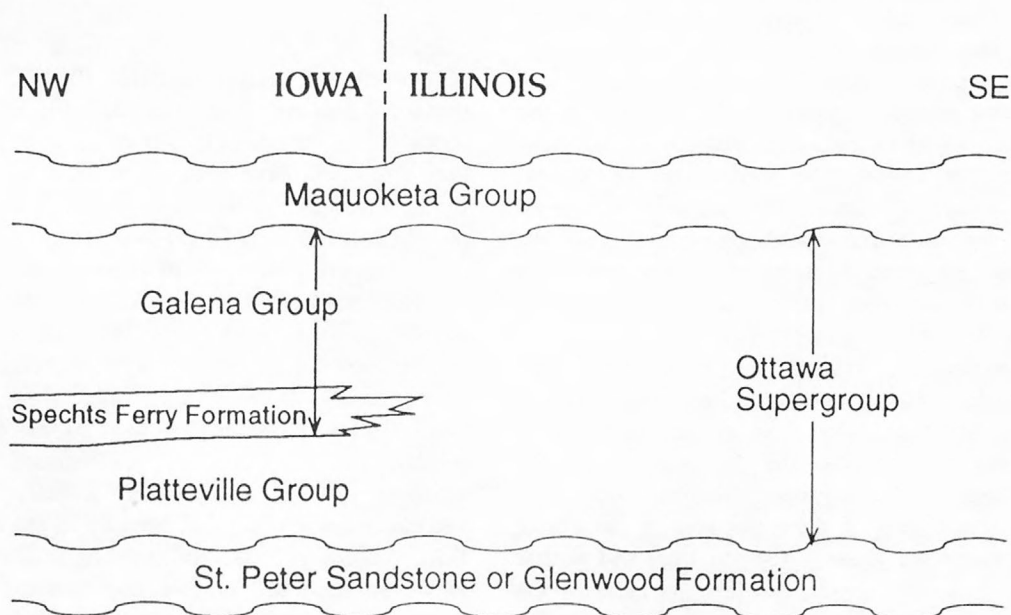 NW IOWA ILLINOIS SE
Maquoketa Group
Galena Group
Ottawa
Supergroup
Spechts Ferry Formation
Platteville Group
St. Peter Sandstone or Glenwood Formation